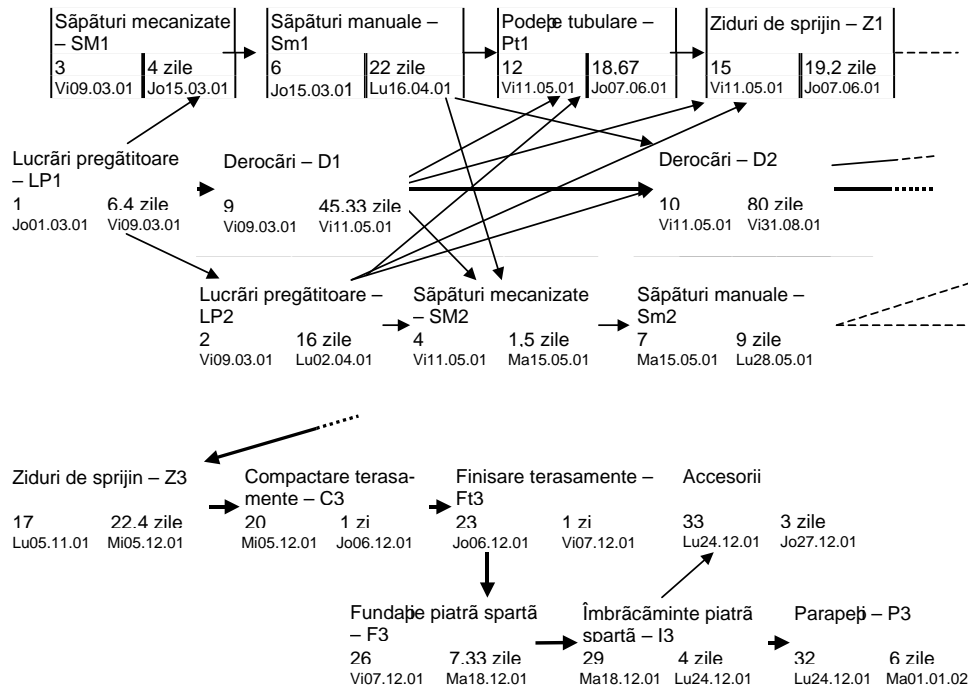 Săpături mecanizate
– SM1
3 4 zile
Vi09.03.01 Jo15.03.01
Săpături manuale –
Sm1
6 22 zile
Jo15.03.01 Lu16.04.01
tubulare –
Pt1
12 18,67
Vi11.05.01 Jo07.06.01
Ziduri de sprijin – Z1
15 19,2 zile
Vi11.05.01 Jo07.06.01
Lucrări pregătitoare
– LP1
1 6,4 zile
Jo01.03.01 Vi09.03.01
Derocări – D1
9 45,33 zile
Vi09.03.01 Vi11.05.01
Derocări – D2
10 80 zile
Vi11.05.01 Vi31.08.01
Lucrări pregătitoare –
LP2
2 16 zile
Vi09.03.01 Lu02.04.01
Săpături mecanizate
– SM2
4 1,5 zile
Vi11.05.01 Ma15.05.01
Săpături manuale –
Sm2
7 9 zile
Ma15.05.01 Lu28.05.01
Ziduri de sprijin – Z3
17 22,4 zile
Lu05.11.01 Mi05.12.01
Compactare terasa-
mente – C3
20 1 zi
Mi05.12.01 Jo06.12.01
Finisare terasamente –
Ft3
23 1 zi
Jo06.12.01 Vi07.12.01
Accesorii
33 3 zile
Lu24.12.01 Jo27.12.01
piatră spartă
– F3
26 7,33 zile
Vi07.12.01 Ma18.12.01
Îmbrăcăminte piatră
spartă – I3
29 4 zile
Ma18.12.01 Lu24.12.01
– P3
32 6 zile
Lu24.12.01 Ma01.01.02